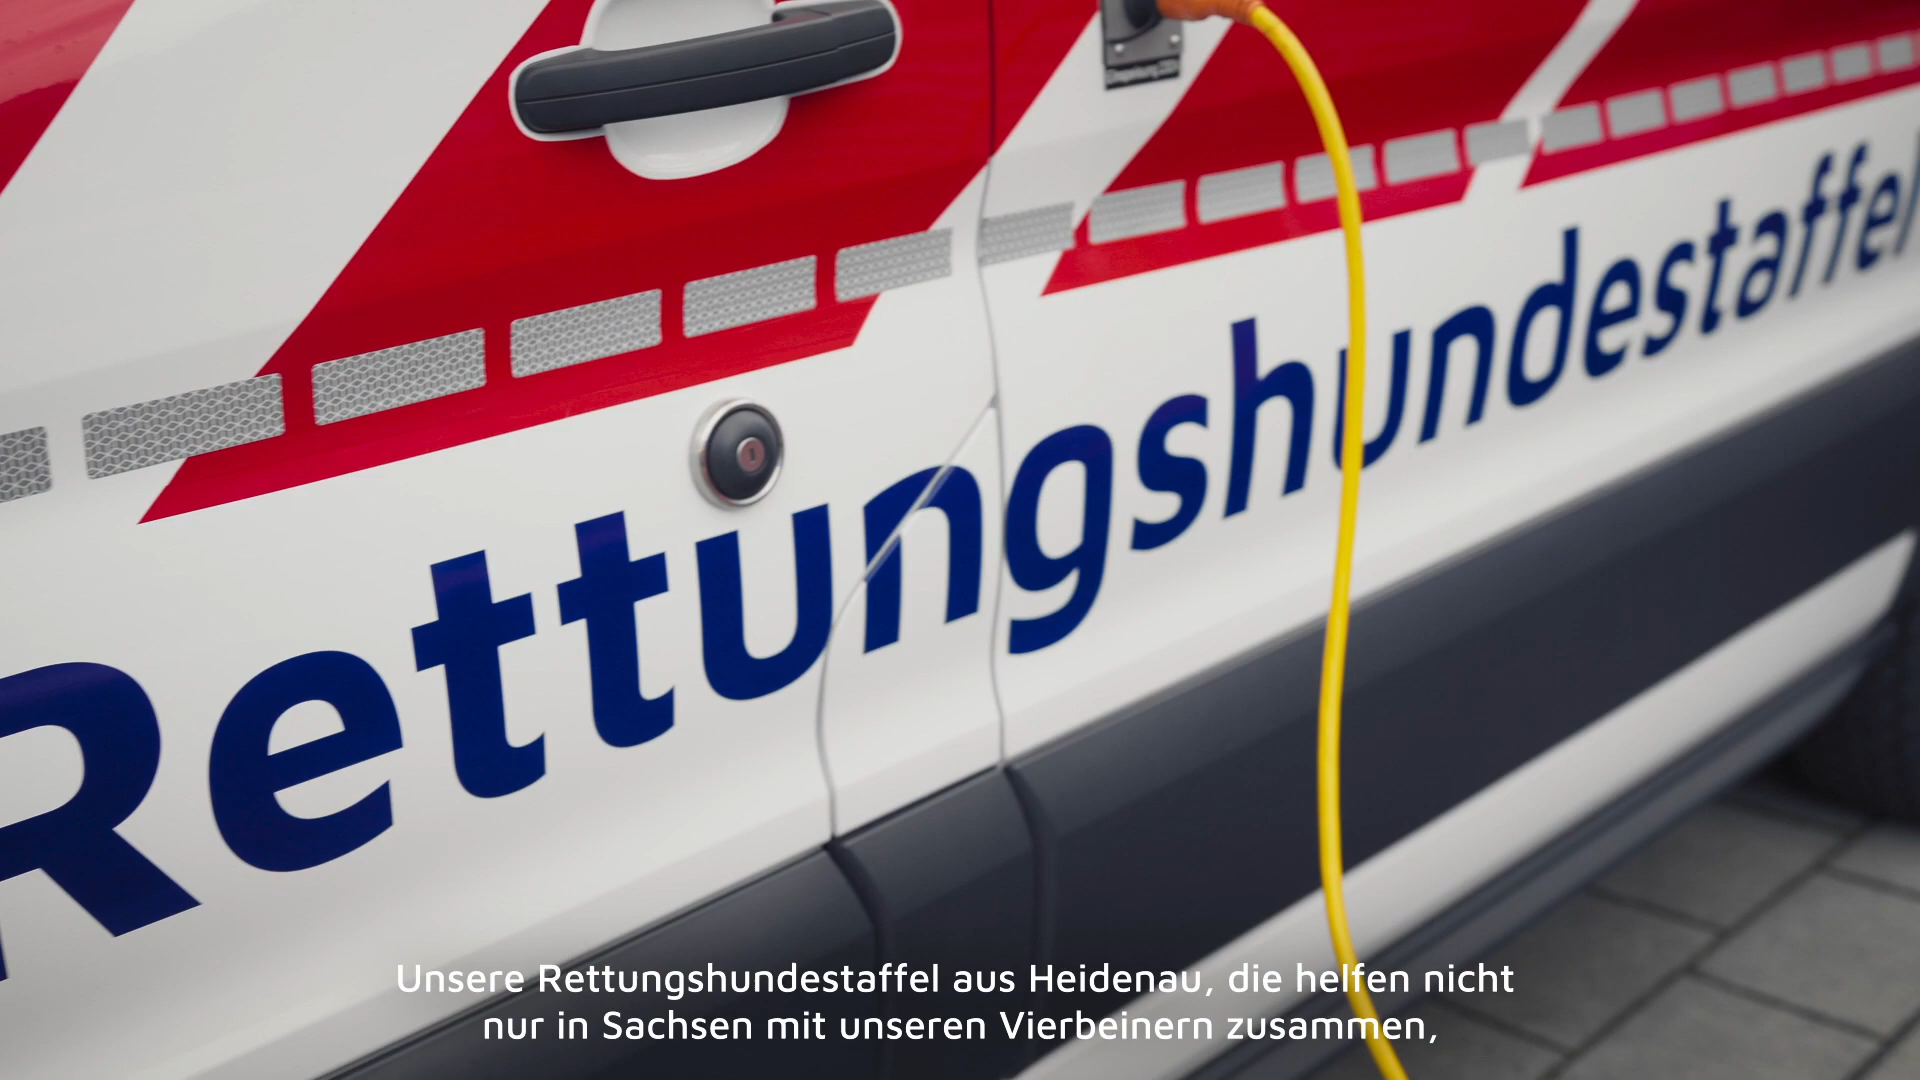 Rettungshundestaffel
Unsere Rettungshundestaffel aus Heidenau, die helfen nicht
nur in Sachsen mit unseren Vierbeinern zusammen,